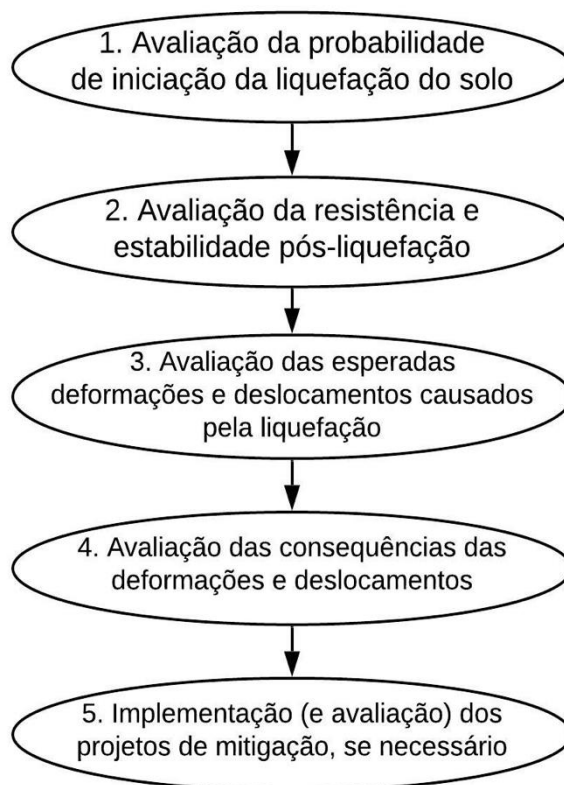 1. Avaliação da probabilidade
de iniciação da liquefação do solo
2. Avaliação da resistência e
estabilidade pós-liquefação
3. Avaliação das esperadas
deformações e deslocamentos causados
pela liquefação
4. Avaliação das consequências das
deformações e deslocamentos
5. Implementação (e avaliação) dos
projetos de mitigação, se necessário